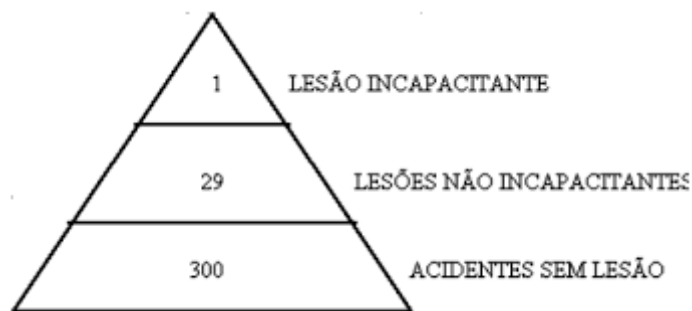 1 LESÃO INCAPACITANTE
29 LESÕES NÃO INCAPACITANTES
300 ACIDENTES SEM LESÃO